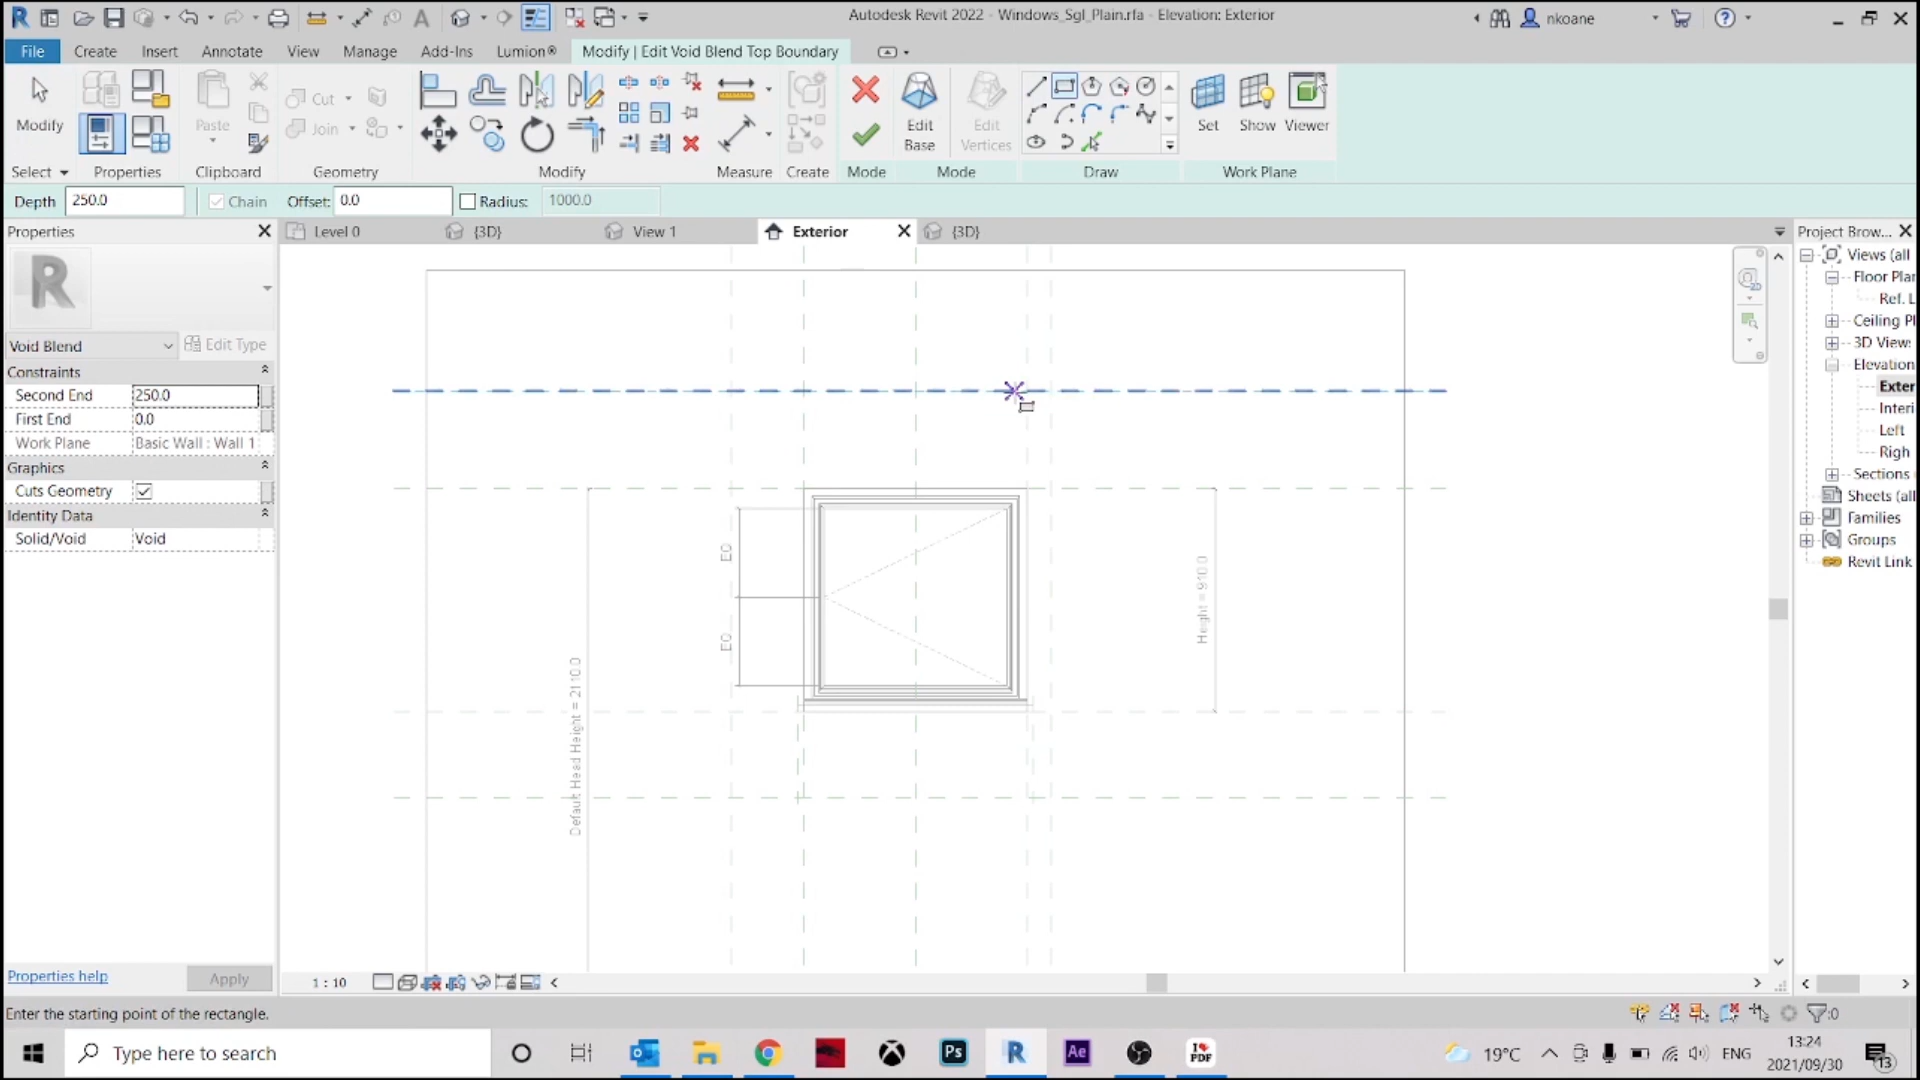 Autodesk Revit 2022 - Windows_Sgl_Plain.rfa - Elevation: Exterior
nkoane
File Create Insert Annotate View Manage Add-Ins Lumion® Modify | Edit Void Blend Top Boundary
Modify
Paste
Cut
Join
Edit Base
Edit Vertices
Set Show Viewer
Select Properties Clipboard Geometry Modify Measure Create Mode Mode Draw Work Plane
Depth 250.0 Chain Offset: 0.0 Radius: 1000.0
Properties
Level 0 {3D} View 1 Exterior {3D}
Project Brow...
R
Void Blend Edit Type
Constraints
Second End 250.0
First End 0.0
Work Plane Basic Wall : Wall 1
Graphics
Cuts Geometry
Identity Data
Solid/Void Void
Views (all
Floor Plan
Ref. L
Ceiling Pl
3D Views
Elevation
Exter
Interi
Left
Righ
Sections
Sheets (all
Families
Groups
Revit Link
EQ
EQ
Default Head Height = 2110.0
Height = 910.0
Properties help Apply
1 : 10
Enter the starting point of the rectangle.
:0
Type here to search
Ps
R
Ae
I ♥ PDF
19°C
ENG
13:24
2021/09/30
13